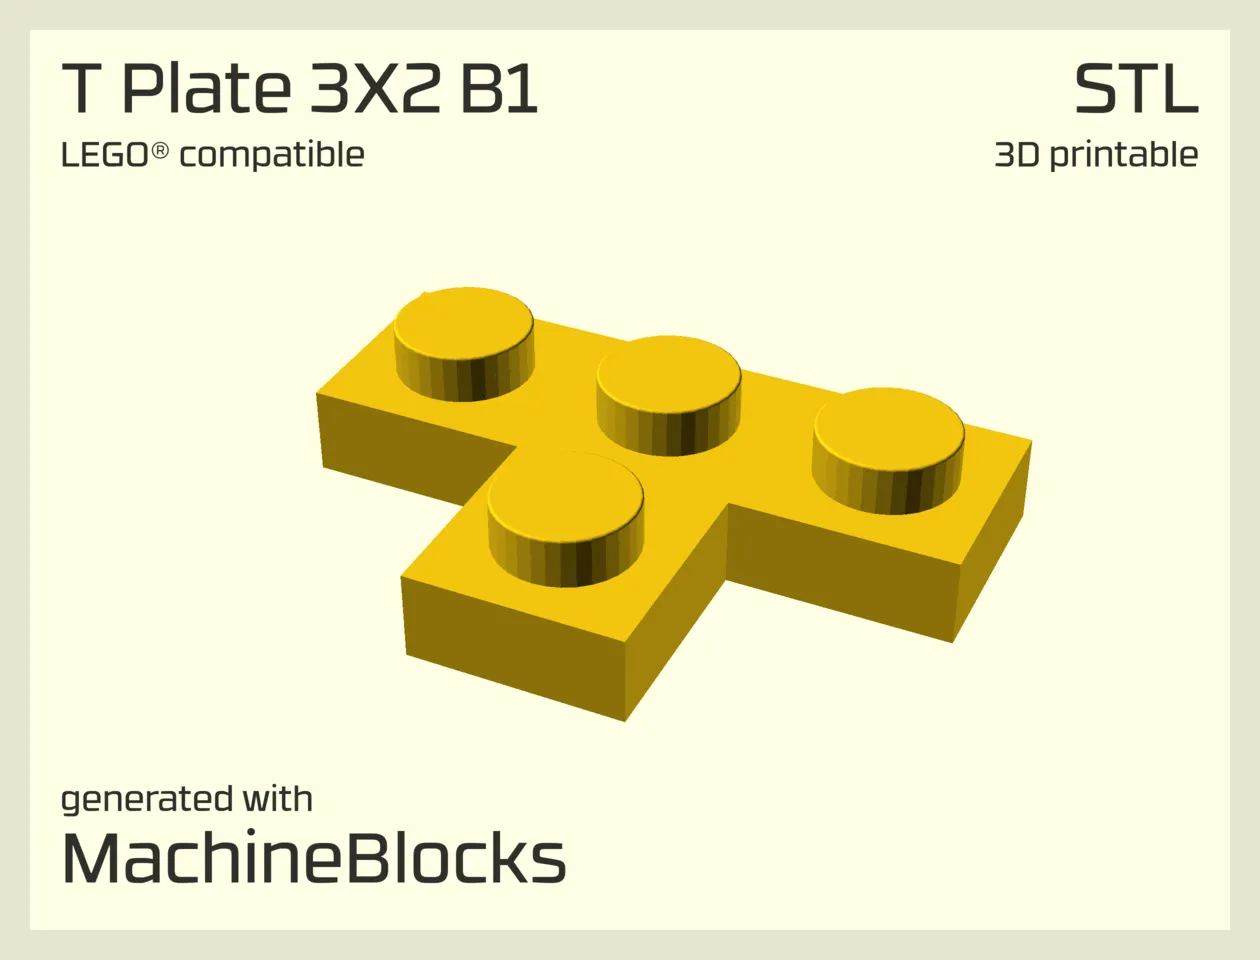 T Plate 3X2 B1
STL
LEGO® compatible
3D printable
generated with
MachineBlocks